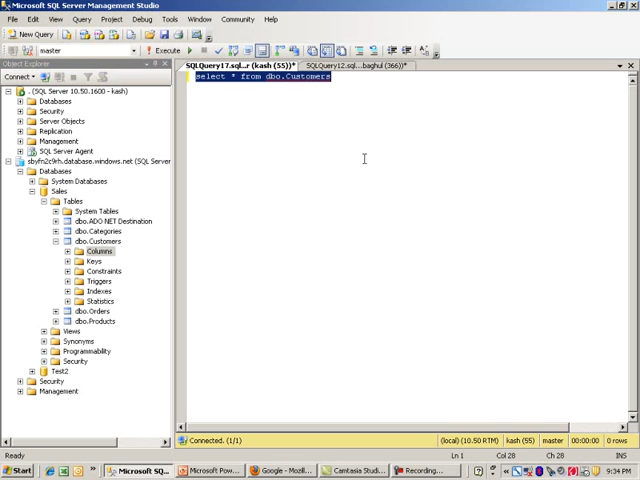 Microsoft SQL Server Management Studio
File Edit View Query Project Debug Tools Window Community Help
New Query
master Execute
Object Explorer
SQLQuery17.sql...r (kash (55))* SQLQuery12.sql...baghul (366))*
Connect
select * from dbo.Customers
. (SQL Server 10.50.1600 - kash)
Databases
Security
Server Objects
Replication
Management
SQL Server Agent
sbyfn2c9rh.database.windows.net (SQL Server
Databases
System Databases
Sales
Tables
System Tables
dbo.ADO NET Destination
dbo.Categories
dbo.Customers
Columns
Keys
Constraints
Triggers
Indexes
Statistics
dbo.Orders
dbo.Products
Views
Synonyms
Programmability
Security
Test2
Security
Management
Connected. (1/1) (local) (10.50 RTM) kash (55) master 00:00:00 0 rows
Ready Ln 1 Col 28 Ch 28 INS
Start Microsoft SQ... Microsoft Pow... Google - Mozill... Camtasia Studi... Recording... 9:34 PM